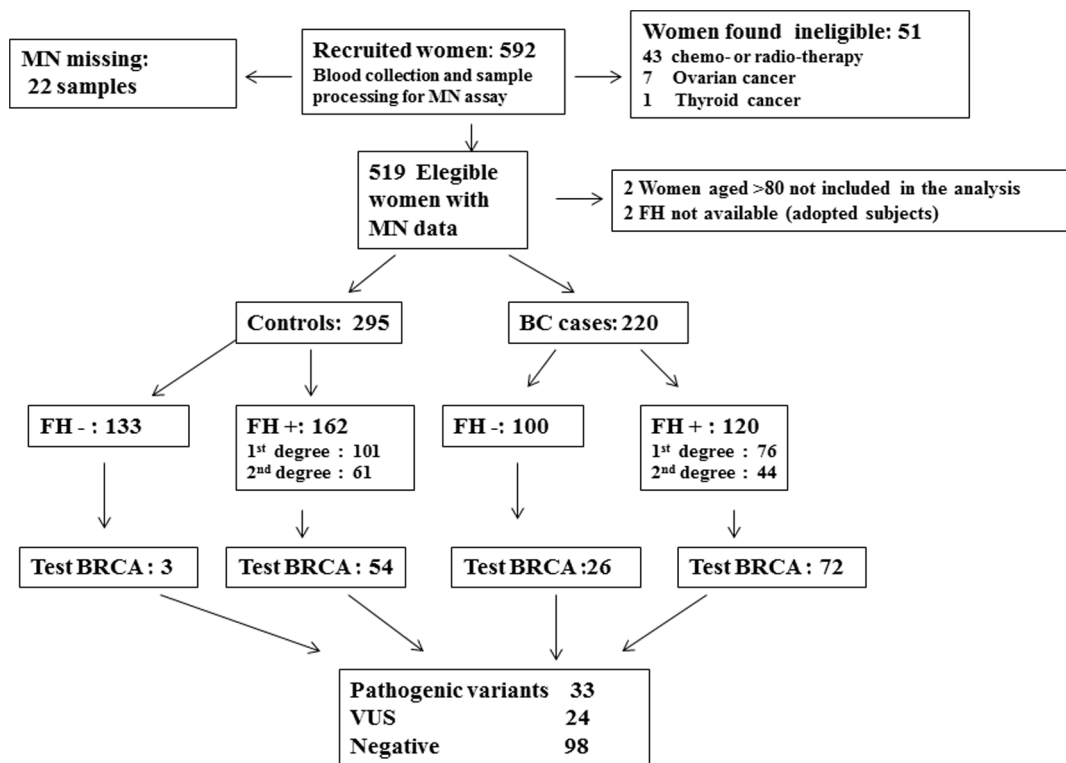 MN missing:
22 samples
Recruited women: 592
Blood collection and sample
processing for MN assay
Women found ineligible: 51
43 chemo- or radio-therapy
7 Ovarian cancer
1 Thyroid cancer
519 Elegible
women with
MN data
2 Women aged >80 not included in the analysis
2 FH not available (adopted subjects)
Controls: 295
BC cases: 220
FH - : 133
FH +: 162
1st degree : 101
2nd degree : 61
FH -: 100
FH + : 120
1st degree : 76
2nd degree : 44
Test BRCA : 3
Test BRCA : 54
Test BRCA :26
Test BRCA : 72
Pathogenic variants 33
VUS 24
Negative 98